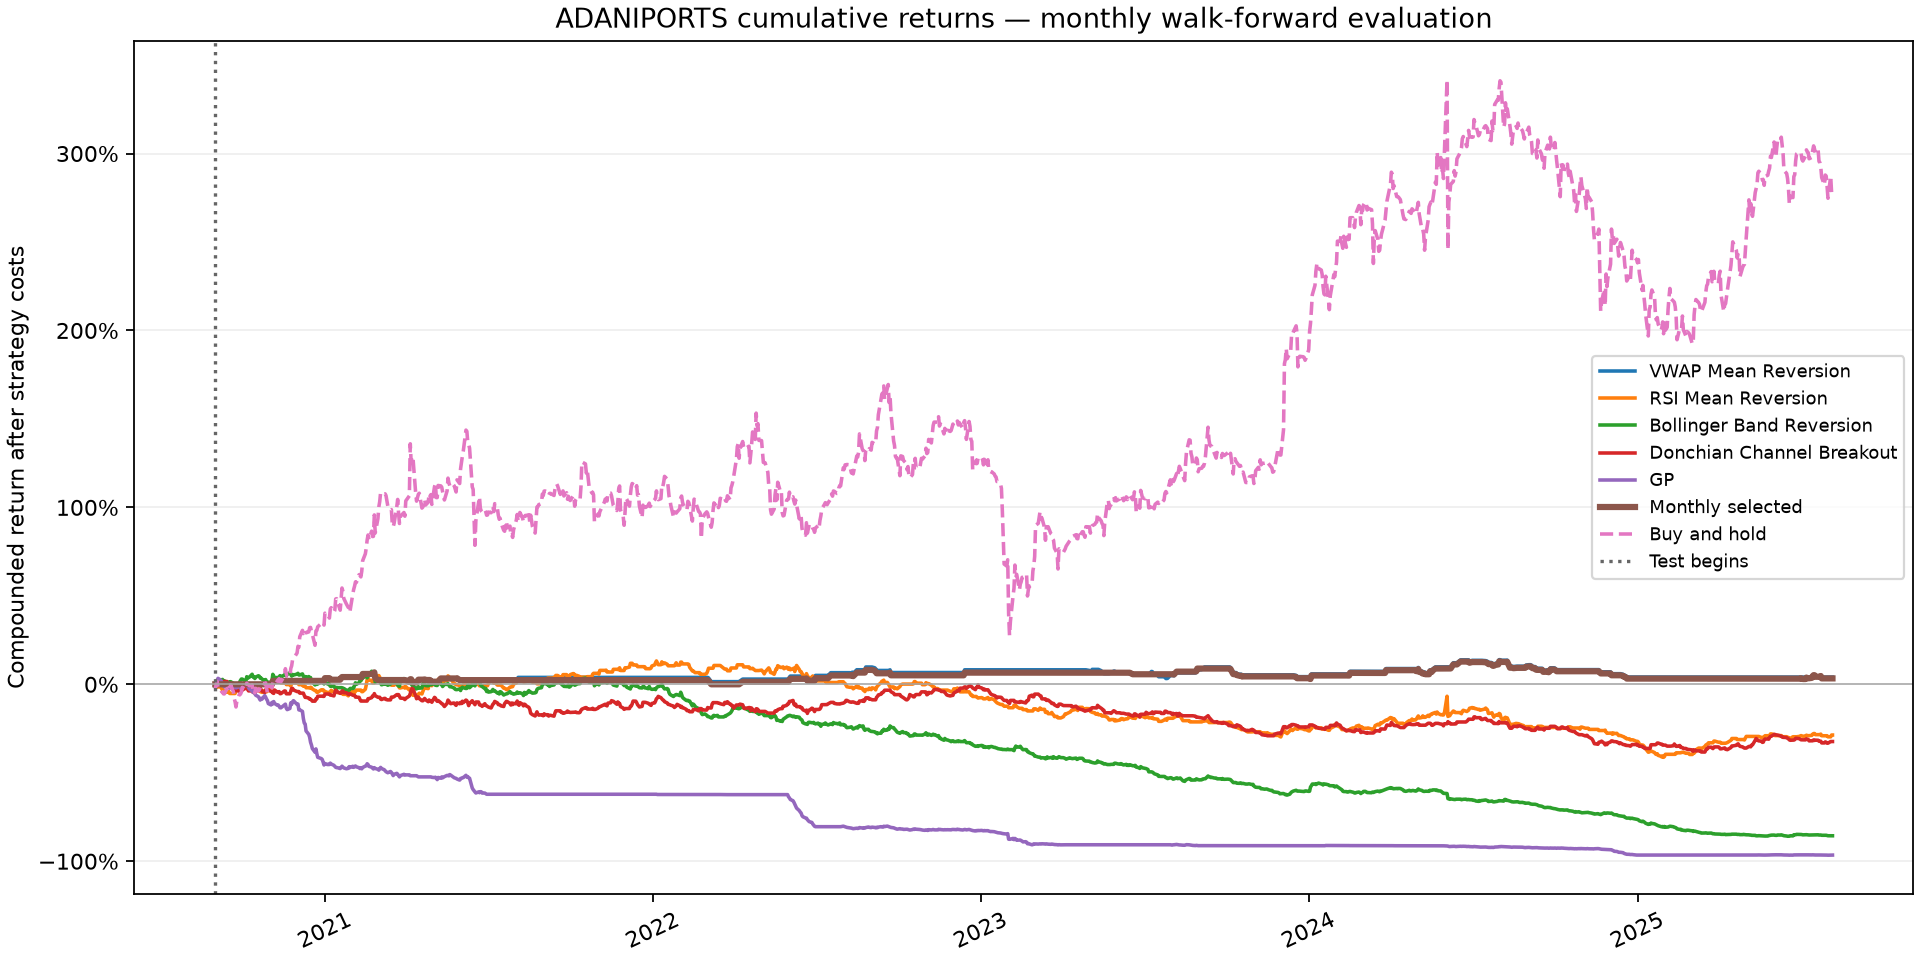 ADANIPORTS cumulative returns — monthly walk-forward evaluation
Compounded return after strategy costs
300%
200%
100%
0%
−100%
VWAP Mean Reversion
RSI Mean Reversion
Bollinger Band Reversion
Donchian Channel Breakout
GP
Monthly selected
Buy and hold
Test begins
2021
2022
2023
2024
2025